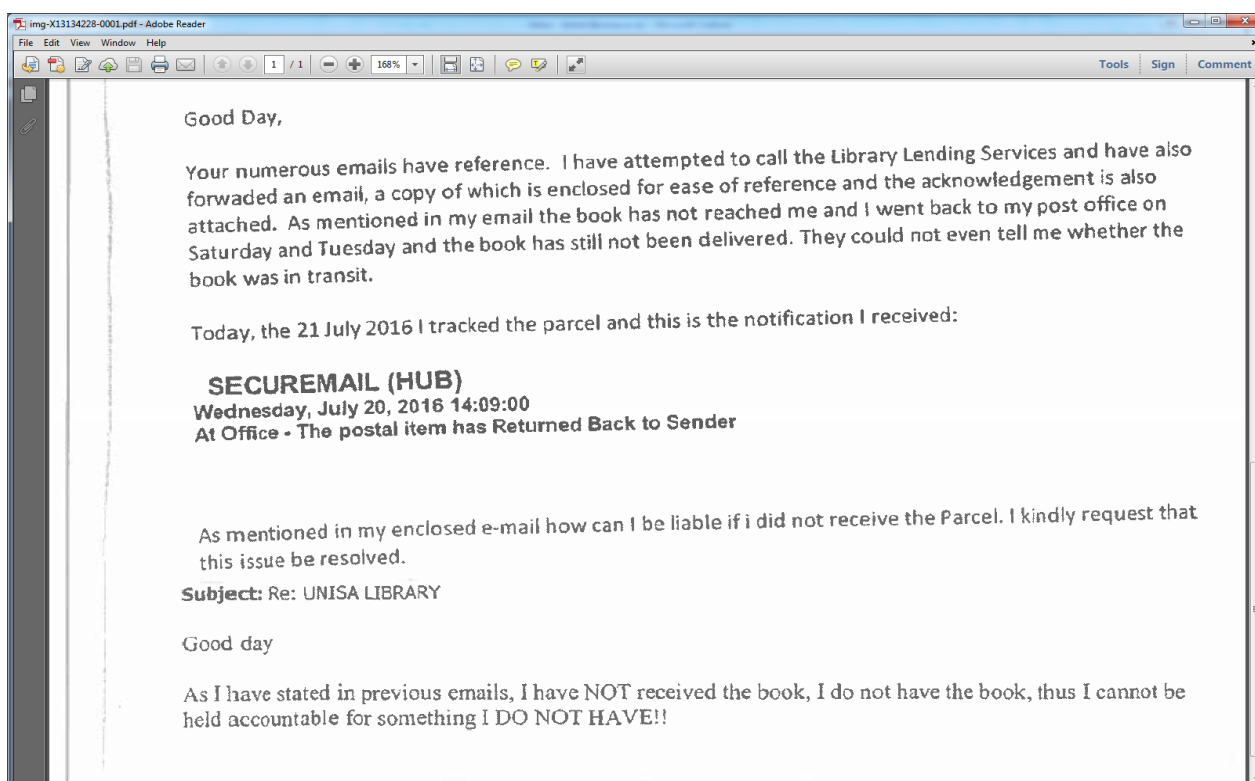 img-X13134228-0001.pdf - Adobe Reader
File Edit View Window Help
1 / 1 168% Tools Sign Comment
Good Day,
Your numerous emails have reference. I have attempted to call the Library Lending Services and have also
forwaded an email, a copy of which is enclosed for ease of reference and the acknowledgement is also
attached. As mentioned in my email the book has not reached me and I went back to my post office on
Saturday and Tuesday and the book has still not been delivered. They could not even tell me whether the
book was in transit.
Today, the 21 July 2016 I tracked the parcel and this is the notification I received:
SECUREMAIL (HUB)
Wednesday, July 20, 2016 14:09:00
At Office - The postal item has Returned Back to Sender
As mentioned in my enclosed e-mail how can I be liable if i did not receive the Parcel. I kindly request that
this issue be resolved.
Subject: Re: UNISA LIBRARY
Good day
As I have stated in previous emails, I have NOT received the book, I do not have the book, thus I cannot be
held accountable for something I DO NOT HAVE!!